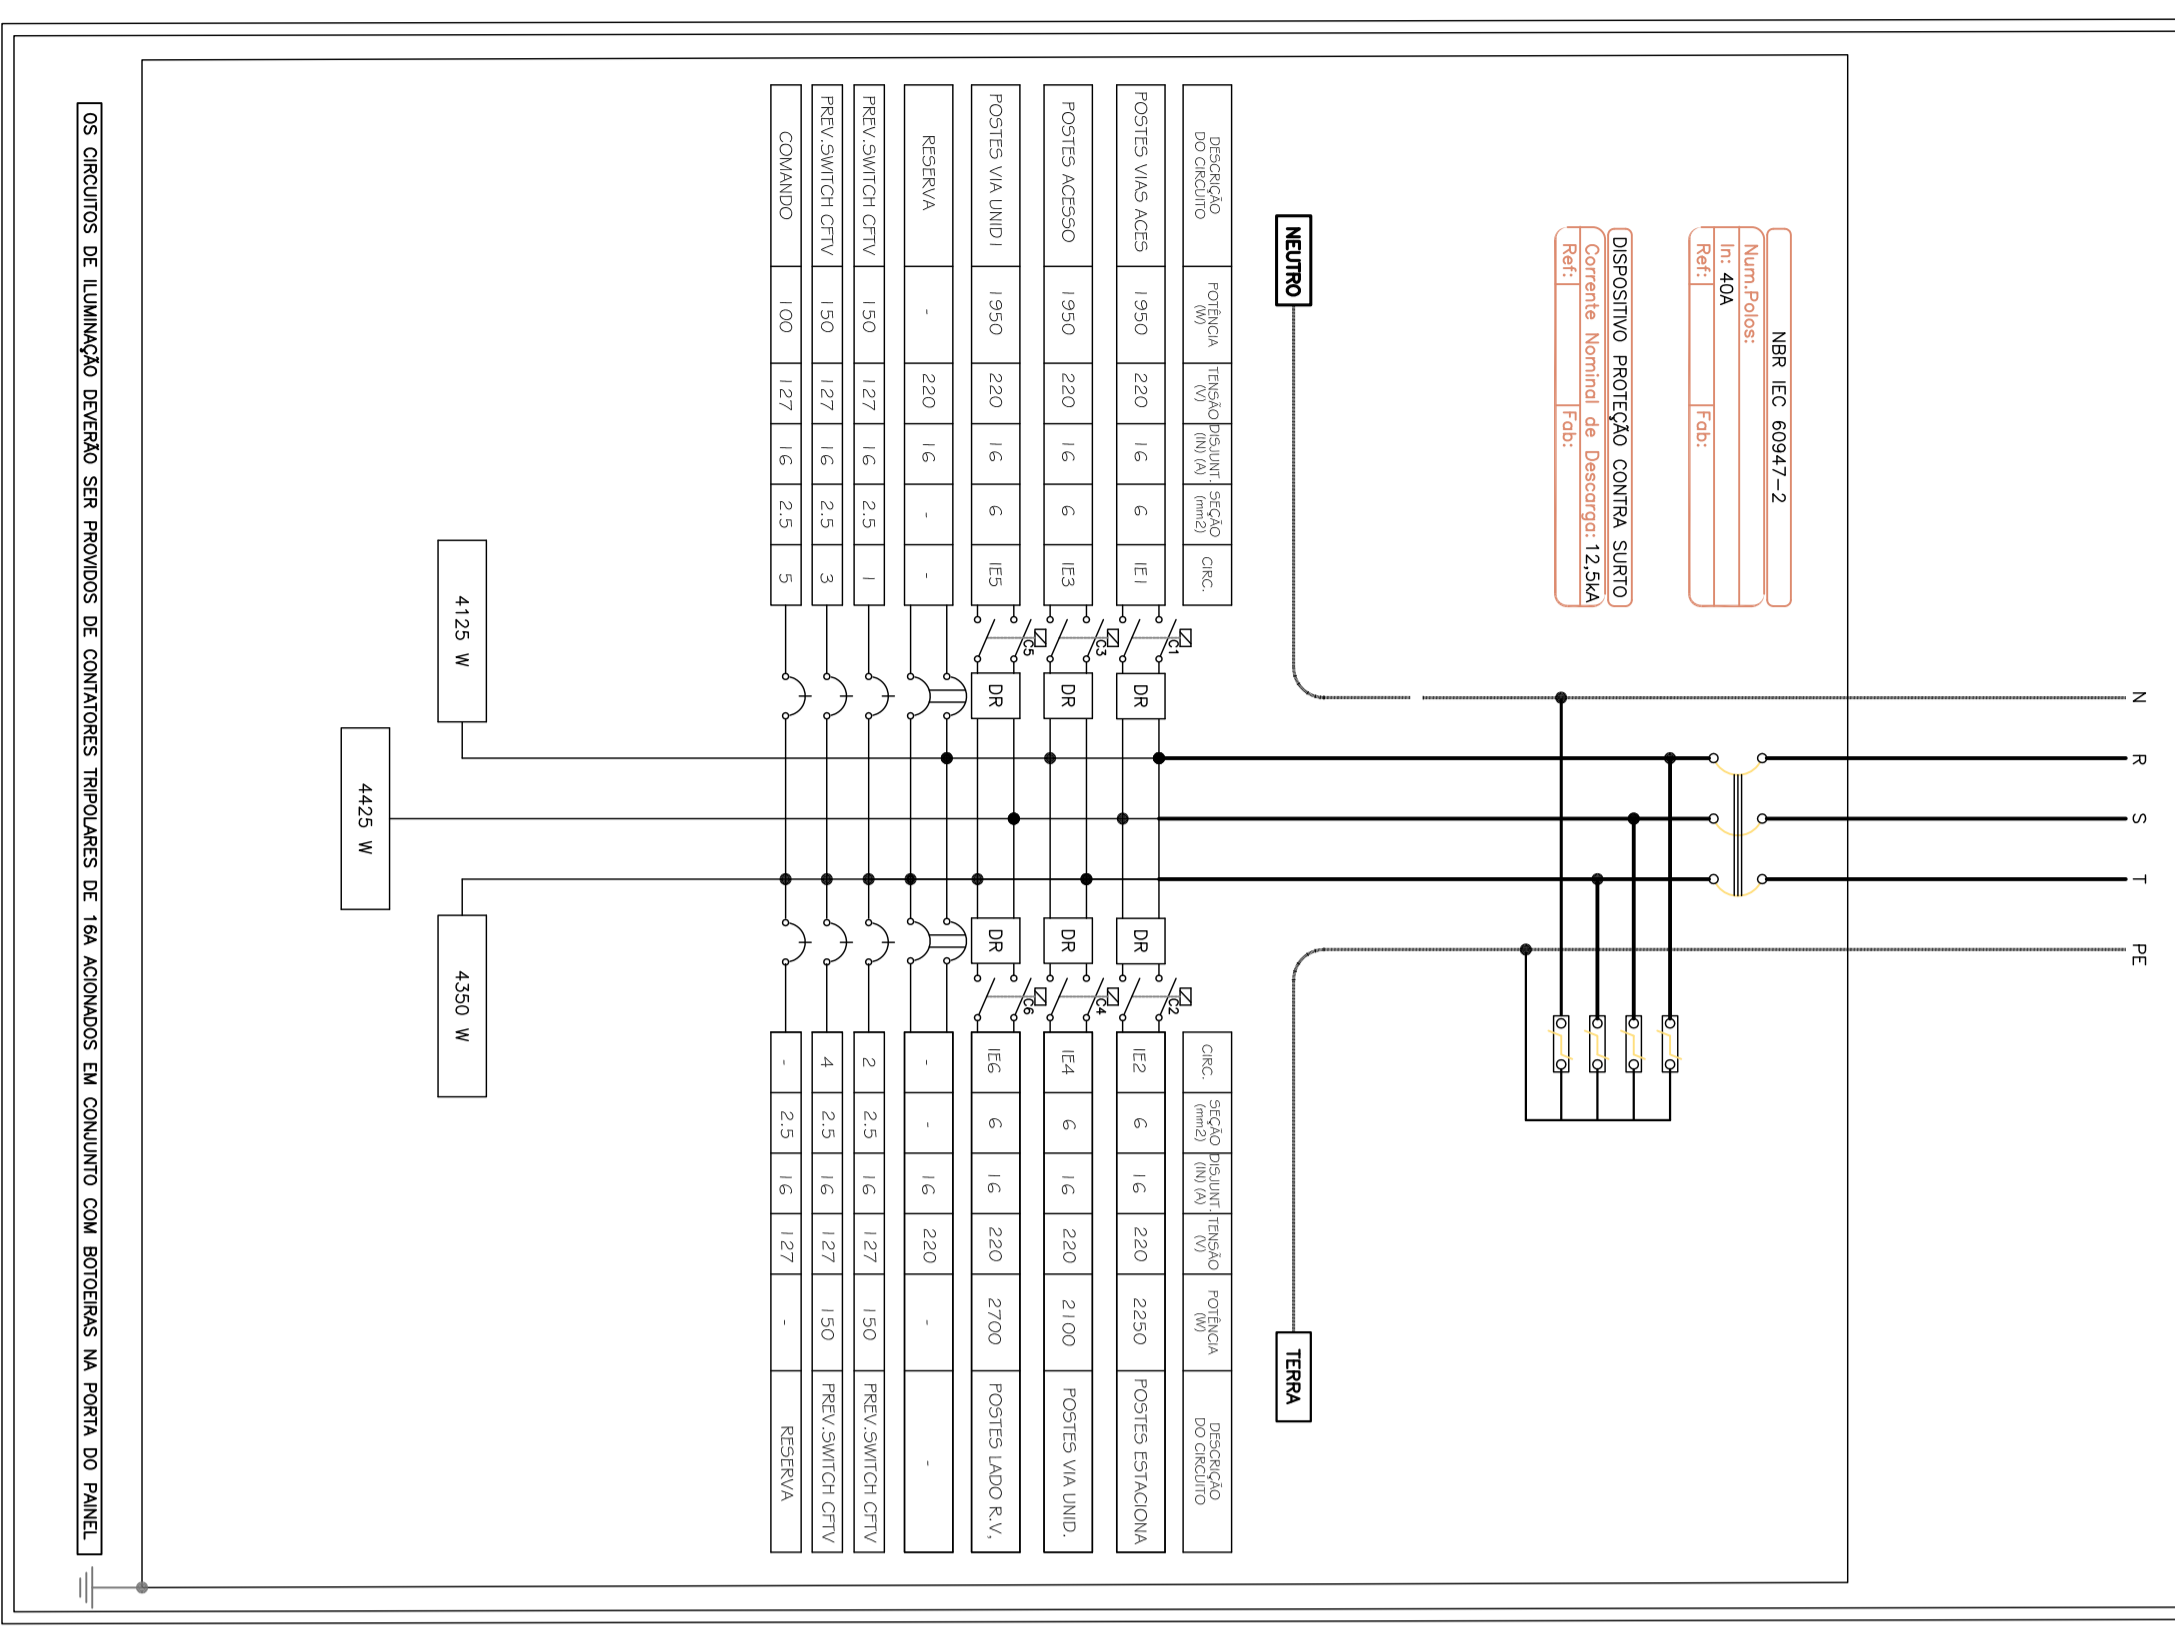 N
R
S
T
PE
NBR IEC 60947-2
Num.Polos:
In: 40A
Ref: Fab:
DISPOSITIVO PROTEÇÃO CONTRA SURTO
Corrente Nominal de Descarga: 12,5kA
Ref: Fab:
NEUTRO
TERRA
DESCRIÇÃO DO CIRCUITO POTÊNCIA (W) TENSÃO (V) DISJUNT. (IN) (A) SEÇÃO (mm2) CIRC.
CIRC. SEÇÃO (mm2) DISJUNT. (IN) (A) TENSÃO (V) POTÊNCIA (W) DESCRIÇÃO DO CIRCUITO
C1
C2
POSTES VIAS ACES 1950 220 16 6 IE1 DR
DR IE2 6 16 220 2250 POSTES ESTACIONA
C3
C4
POSTES ACESSO 1950 220 16 6 IE3 DR
DR IE4 6 16 220 2100 POSTES VIA UNID.
C5
C6
POSTES VIA UNIDI 1950 220 16 6 IE5 DR
DR IE6 6 16 220 2700 POSTES LADO R.V,
RESERVA - 220 16 - -
- - 16 220 - -
PREV.SWITCH CFTV 150 127 16 2.5 1
2 2.5 16 127 150 PREV.SWITCH CFTV
PREV.SWITCH CFTV 150 127 16 2.5 3
4 2.5 16 127 150 PREV.SWITCH CFTV
COMANDO 100 127 16 2.5 5
- 2.5 16 127 - RESERVA
4125 W
4350 W
4425 W
OS CIRCUITOS DE ILUMINAÇÃO DEVERÃO SER PROVIDOS DE CONTATORES TRIPOLARES DE 16A ACIONADOS EM CONJUNTO COM BOTOEIRAS NA PORTA DO PAINEL